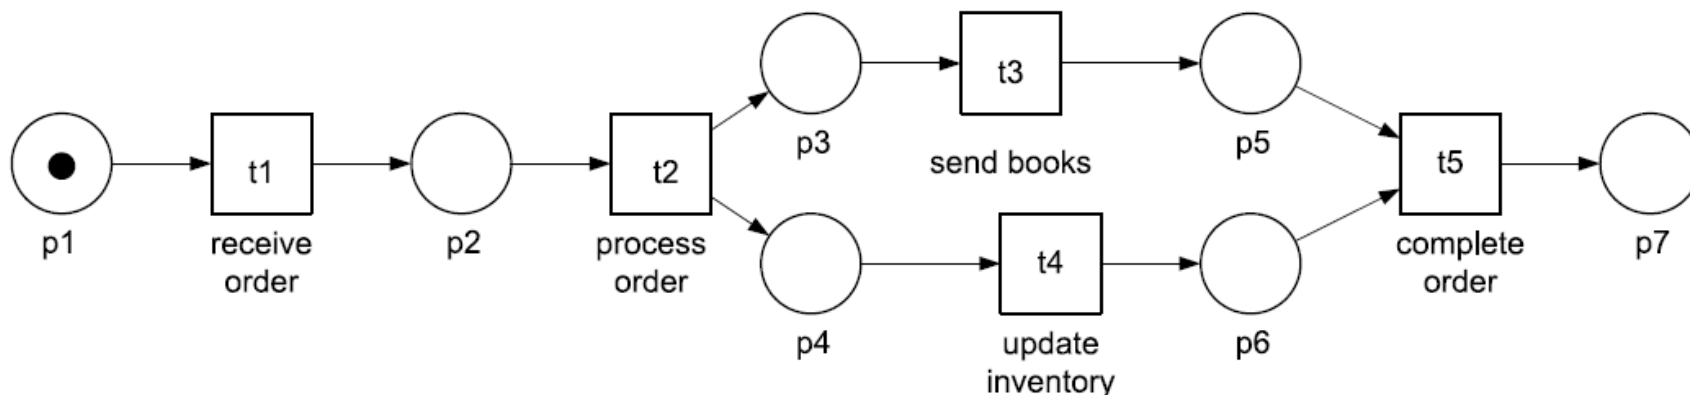 t1
t2
t3
t4
t5
p1
receive
order
p2
process
order
p3
send books
p4
update
inventory
p5
p6
complete
order
p7